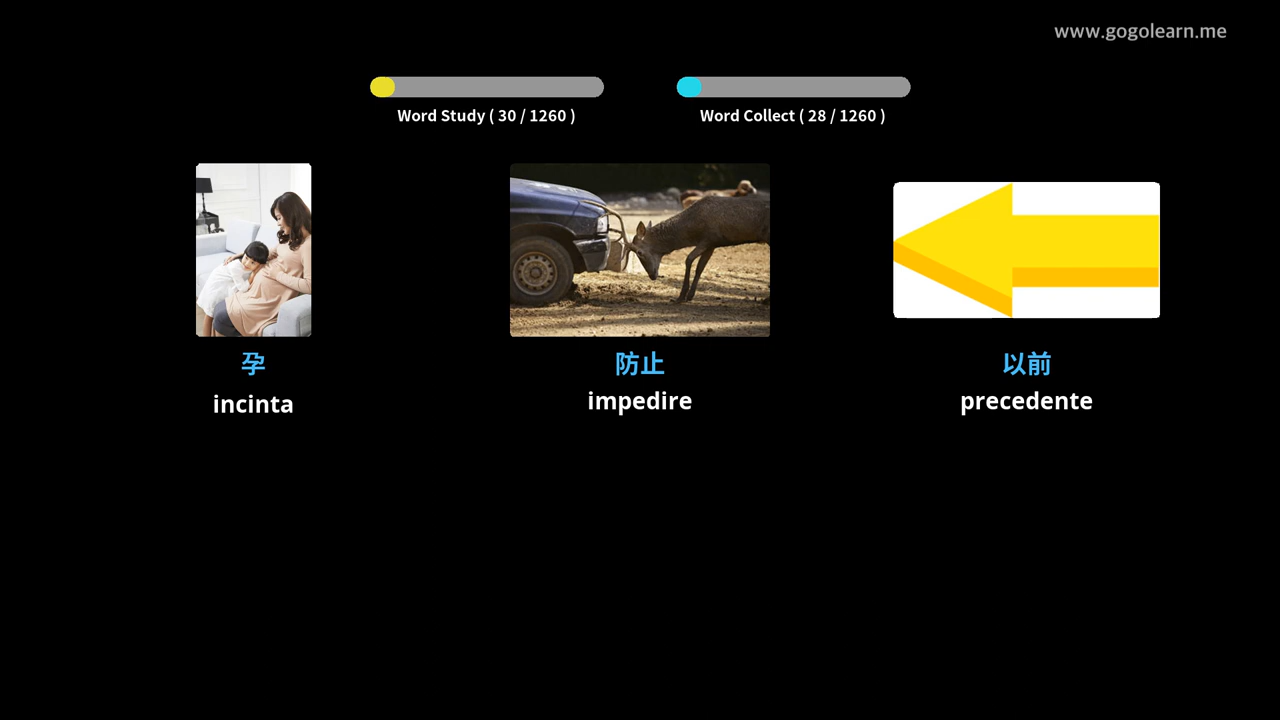 www.gogolearn.me
Word Study ( 30 / 1260 )
Word Collect ( 28 / 1260 )
孕
incinta
防止
impedire
以前
precedente